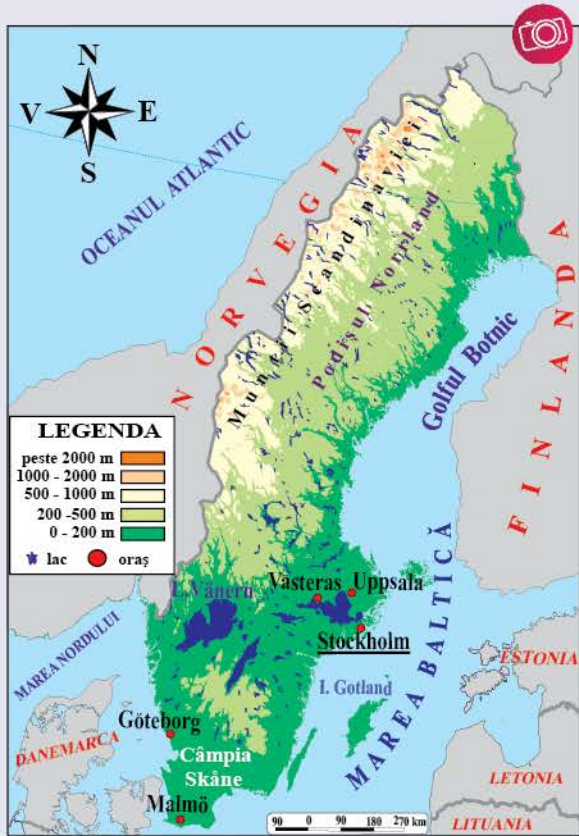 N
V
E
S
OCEANUL ATLANTIC
NORVEGIA
Munții Scandinaviei
Podișul Norrland
Golful Botnic
FINLANDA
LEGENDA
peste 2000 m
1000 - 2000 m
500 - 1000 m
200 -500 m
0 - 200 m
lac
oraș
L. Vänern
Västeras
Uppsala
Stockholm
MAREA BALTICĂ
MAREA NORDULUI
ESTONIA
I. Gotland
Göteborg
DANEMARCA
Câmpia
Skåne
LETONIA
Malmö
LITUANIA
90 0 90 180 270 km